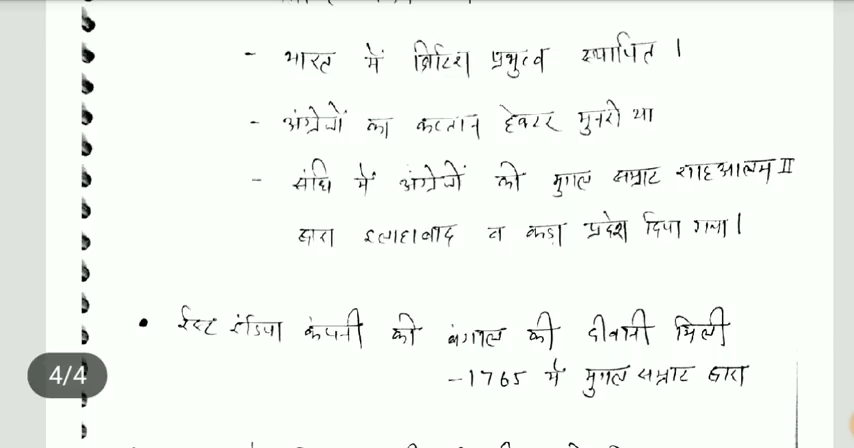 - भारत में ब्रिटिश प्रभुत्व स्थापित ।
- अंग्रेजों का कप्तान हेक्टर मुनरो था
- संधि में अंग्रेजों को मुगल सम्राट शाहआलम II
द्वारा इलाहाबाद व कड़ा प्रदेश दिया गया।
• ईस्ट इंडिया कंपनी को बंगाल की दीवानी मिली
4/4
-1765 में मुगल सम्राट द्वारा